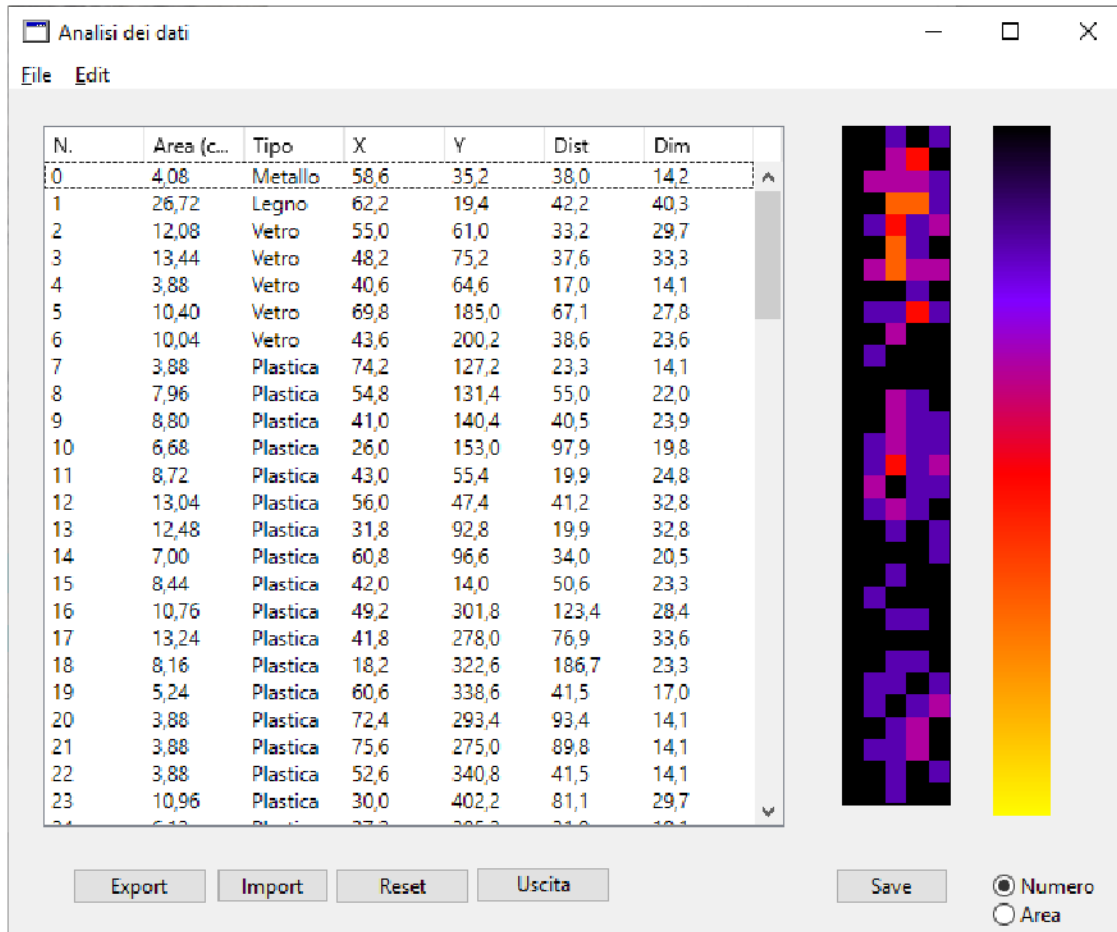 Analisi dei dati
File Edit
N. Area (c... Tipo X Y Dist Dim
0 4,08 Metallo 58,6 35,2 38,0 14,2
1 26,72 Legno 62,2 19,4 42,2 40,3
2 12,08 Vetro 55,0 61,0 33,2 29,7
3 13,44 Vetro 48,2 75,2 37,6 33,3
4 3,88 Vetro 40,6 64,6 17,0 14,1
5 10,40 Vetro 69,8 185,0 67,1 27,8
6 10,04 Vetro 43,6 200,2 38,6 23,6
7 3,88 Plastica 74,2 127,2 23,3 14,1
8 7,96 Plastica 54,8 131,4 55,0 22,0
9 8,80 Plastica 41,0 140,4 40,5 23,9
10 6,68 Plastica 26,0 153,0 97,9 19,8
11 8,72 Plastica 43,0 55,4 19,9 24,8
12 13,04 Plastica 56,0 47,4 41,2 32,8
13 12,48 Plastica 31,8 92,8 19,9 32,8
14 7,00 Plastica 60,8 96,6 34,0 20,5
15 8,44 Plastica 42,0 14,0 50,6 23,3
16 10,76 Plastica 49,2 301,8 123,4 28,4
17 13,24 Plastica 41,8 278,0 76,9 33,6
18 8,16 Plastica 18,2 322,6 186,7 23,3
19 5,24 Plastica 60,6 338,6 41,5 17,0
20 3,88 Plastica 72,4 293,4 93,4 14,1
21 3,88 Plastica 75,6 275,0 89,8 14,1
22 3,88 Plastica 52,6 340,8 41,5 14,1
23 10,96 Plastica 30,0 402,2 81,1 29,7
Export Import Reset Uscita Save Numero
Area